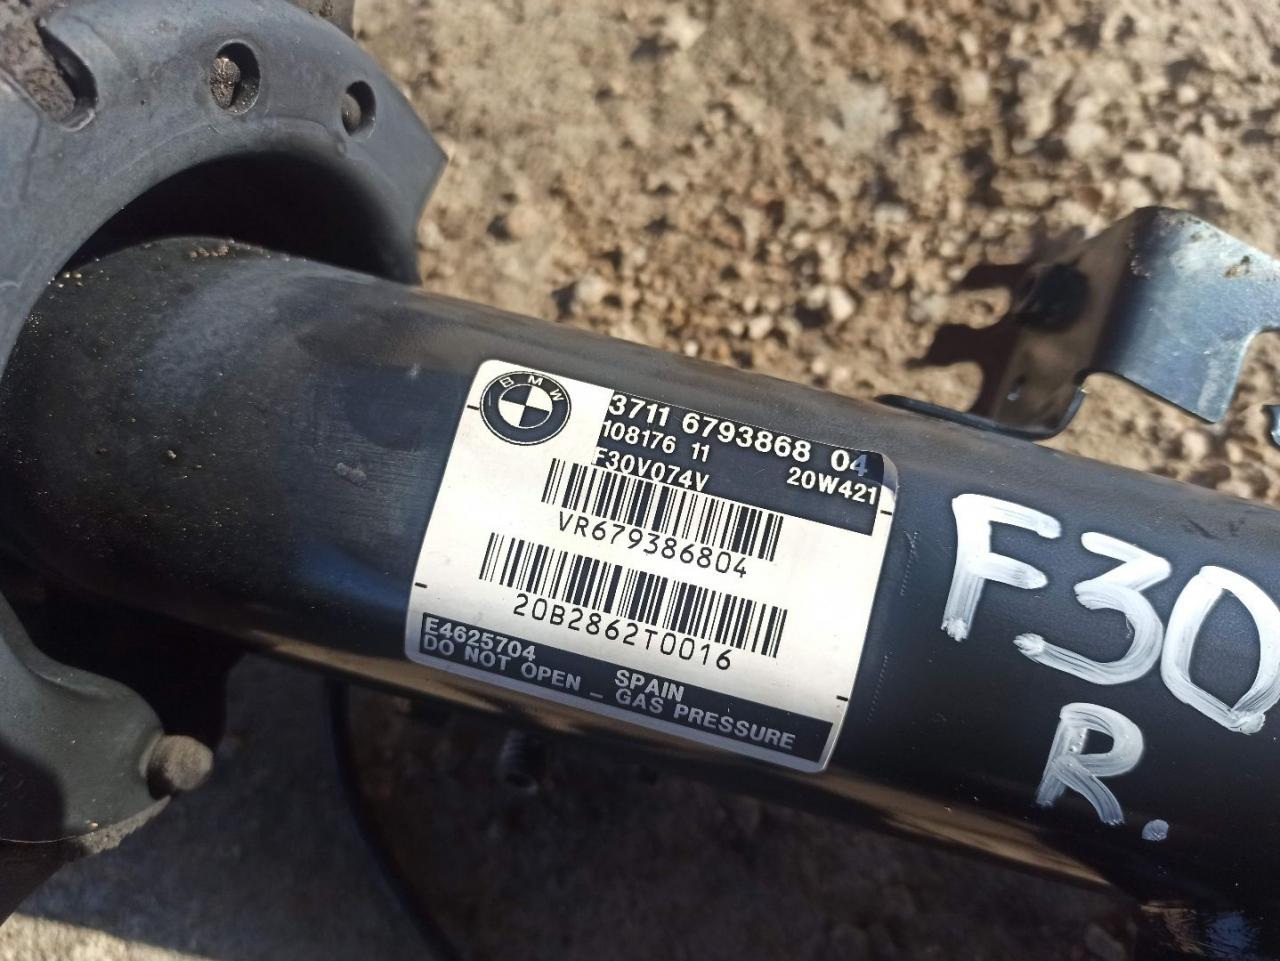 BMW
3711 6793868 04
108176 11
F30V074V 20W421
VR679386804
20B2862T0016
E4625704 SPAIN
DO NOT OPEN - GAS PRESSURE
F30
R.